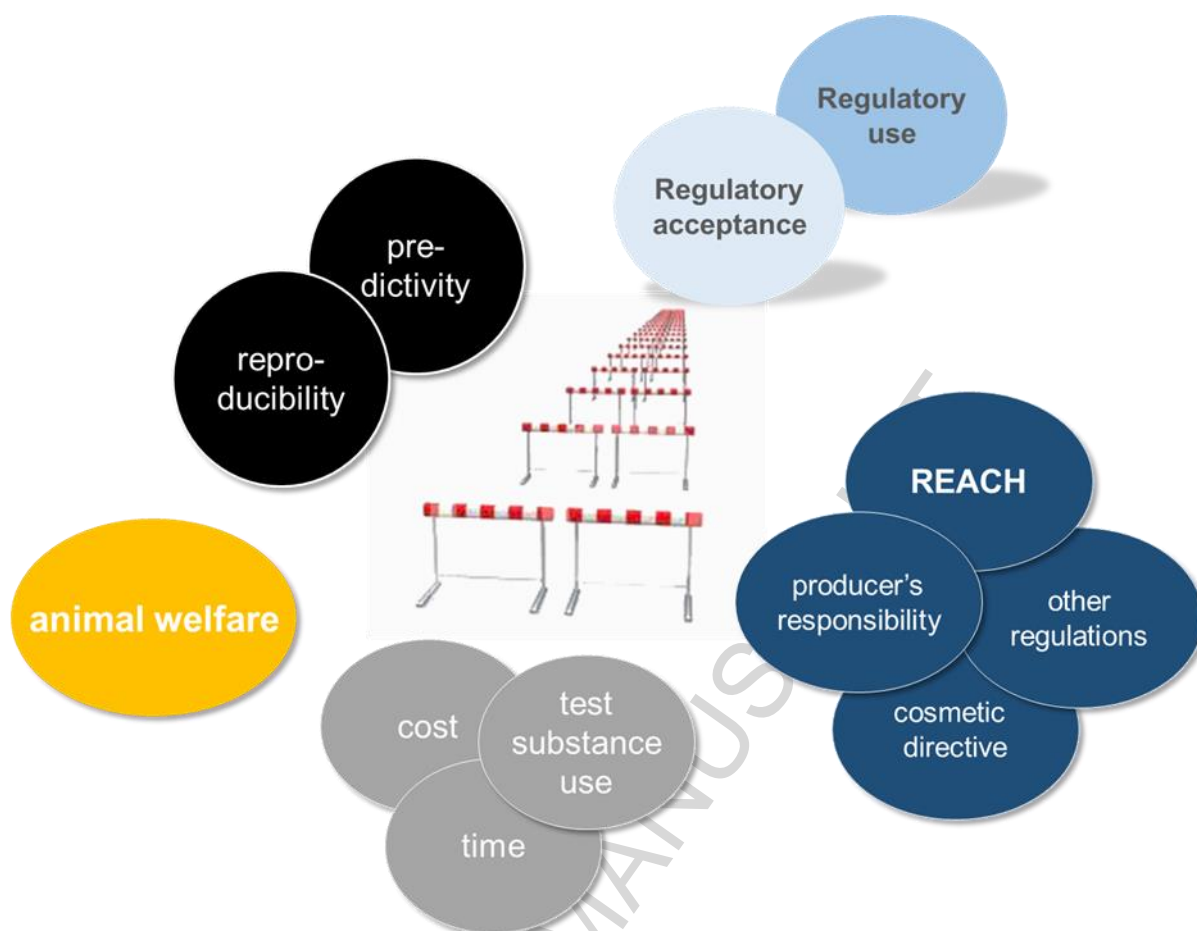 Regulatory
use
Regulatory
acceptance
pre-
dictivity
repro-
ducibility
REACH
producer's
responsibility
other
regulations
cosmetic
directive
animal welfare
cost
test
substance
use
time